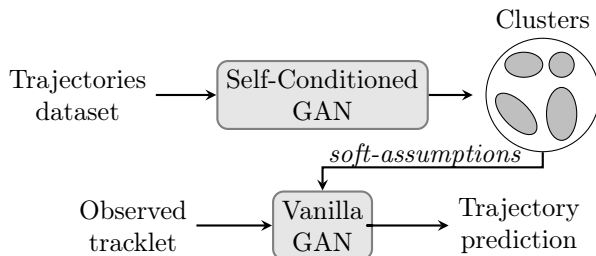 Clusters
Trajectories
dataset
Self-Conditioned
GAN
soft-assumptions
Observed
tracklet
Vanilla
GAN
Trajectory
prediction